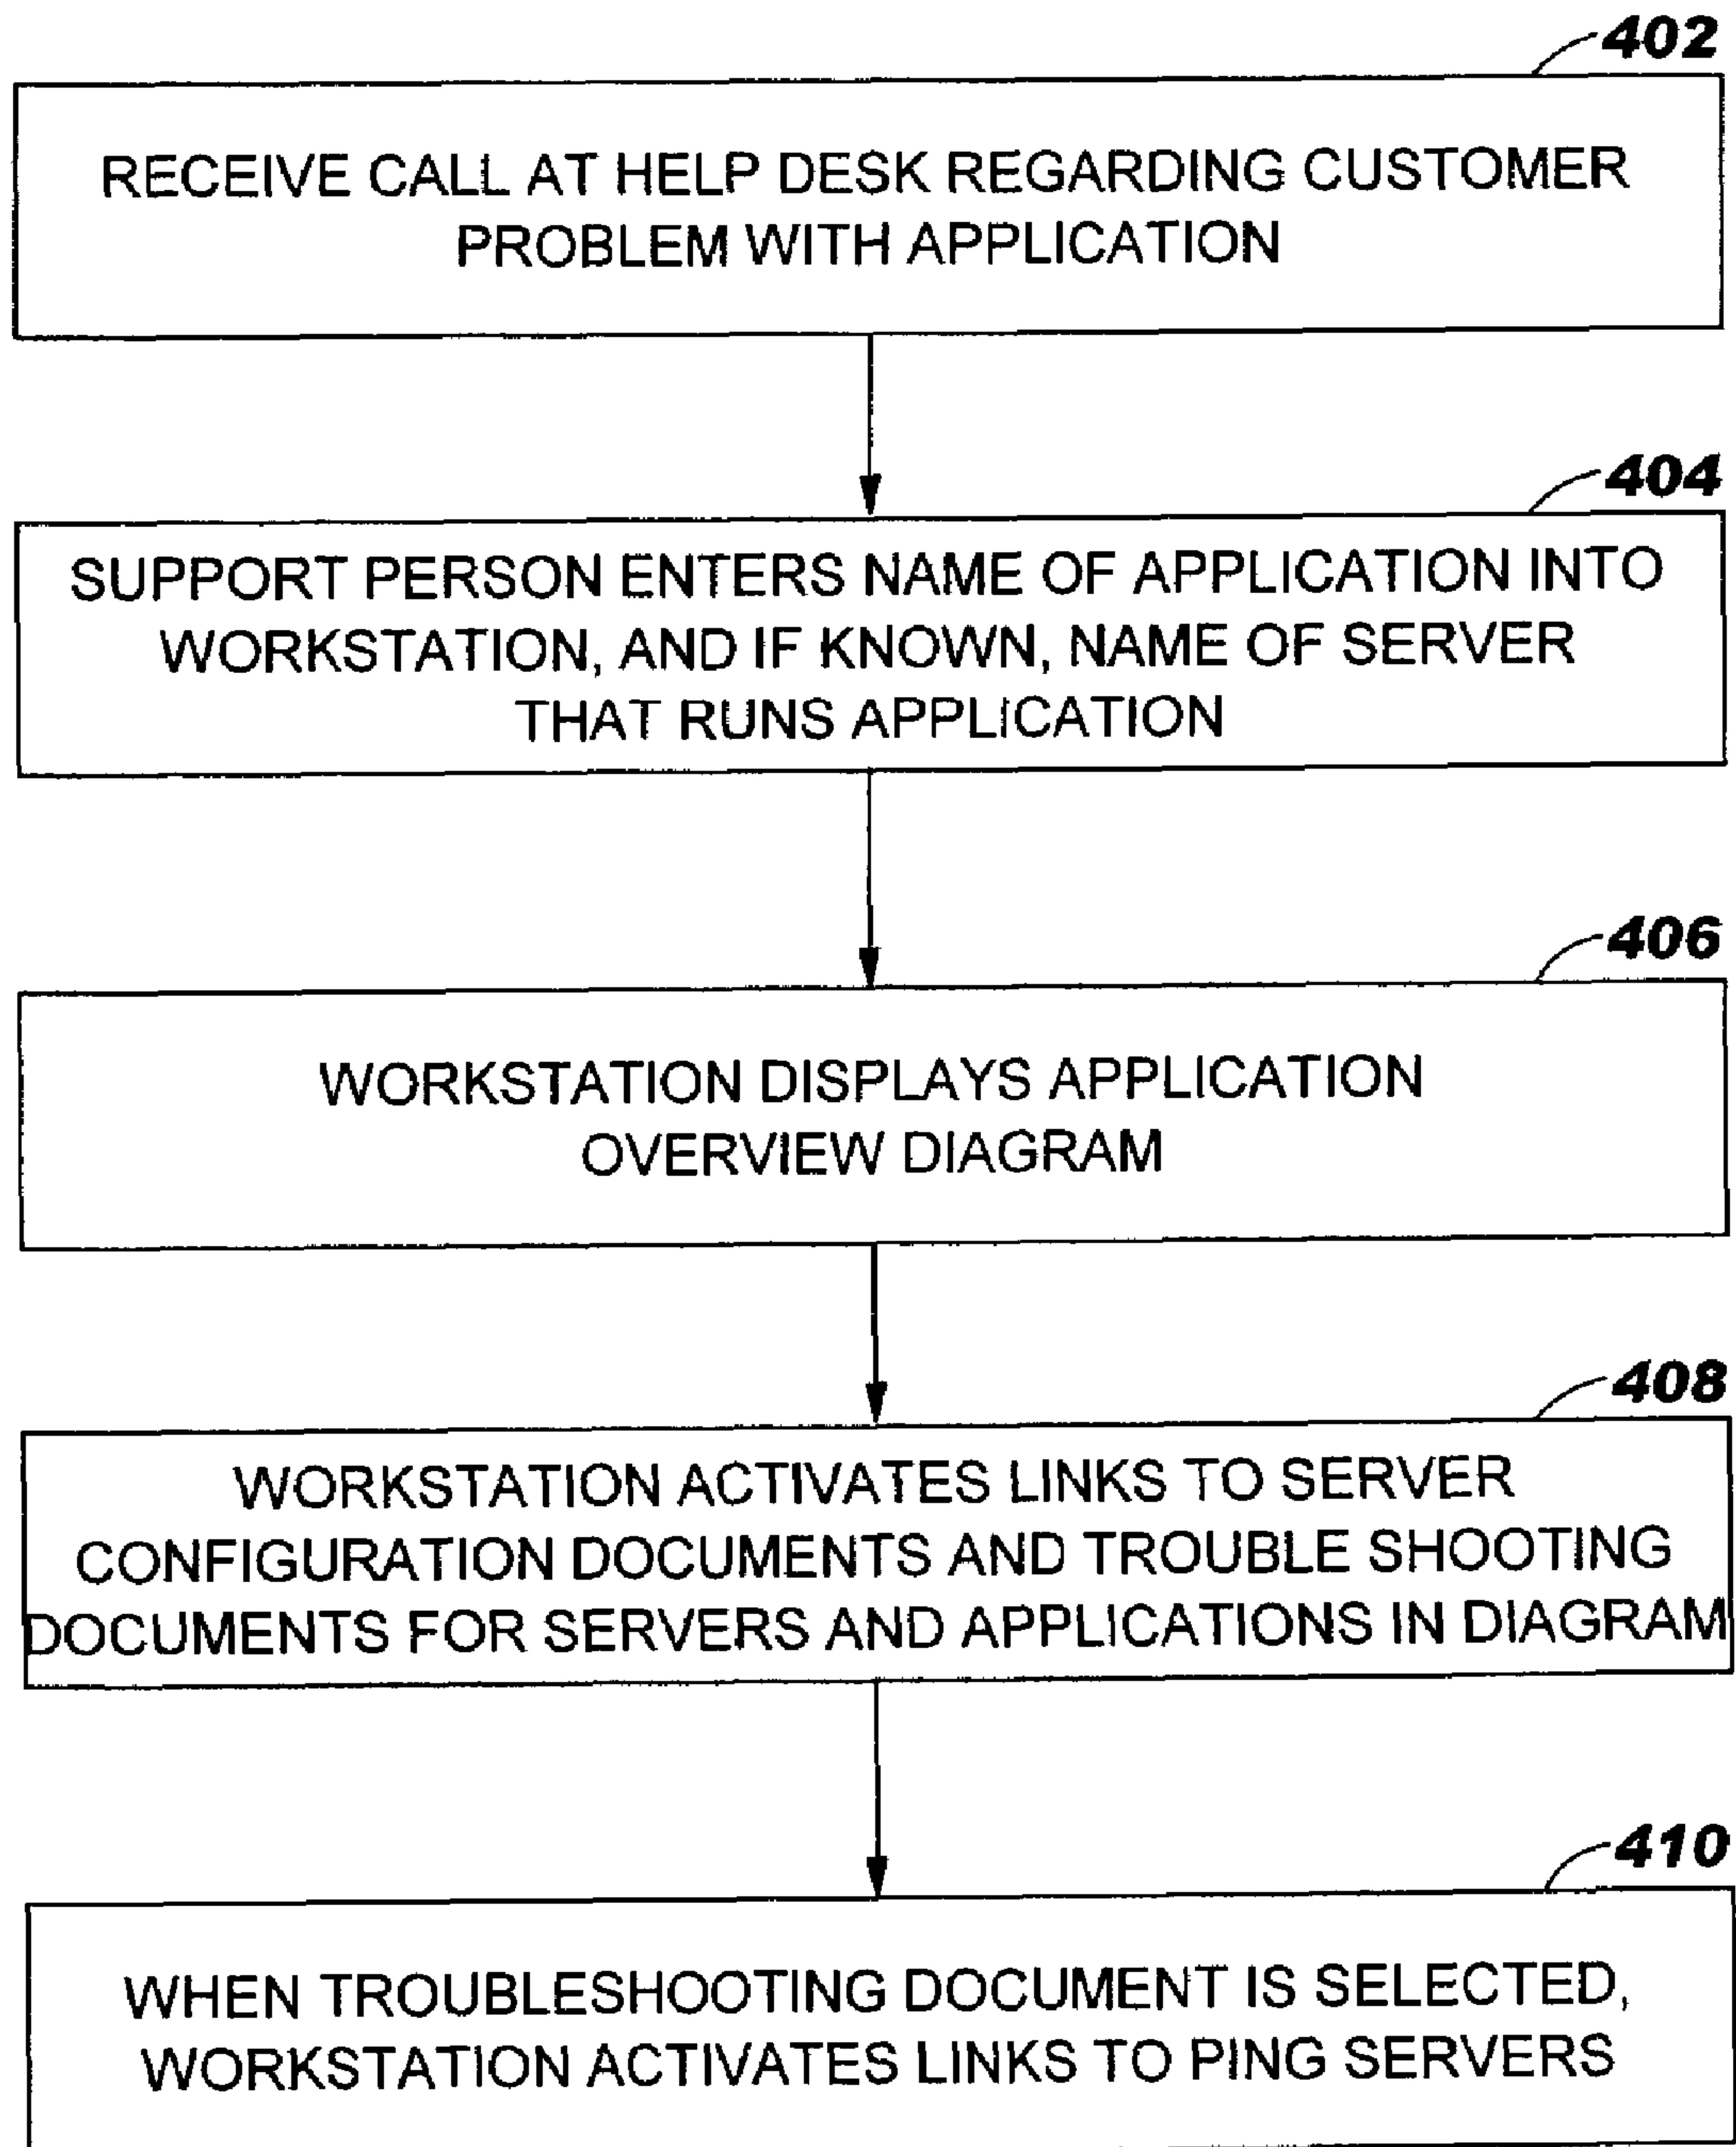 402
RECEIVE CALL AT HELP DESK REGARDING CUSTOMER
PROBLEM WITH APPLICATION
404
SUPPORT PERSON ENTERS NAME OF APPLICATION INTO
WORKSTATION, AND IF KNOWN, NAME OF SERVER
THAT RUNS APPLICATION
406
WORKSTATION DISPLAYS APPLICATION
OVERVIEW DIAGRAM
408
WORKSTATION ACTIVATES LINKS TO SERVER
CONFIGURATION DOCUMENTS AND TROUBLE SHOOTING
DOCUMENTS FOR SERVERS AND APPLICATIONS IN DIAGRAM
410
WHEN TROUBLESHOOTING DOCUMENT IS SELECTED,
WORKSTATION ACTIVATES LINKS TO PING SERVERS